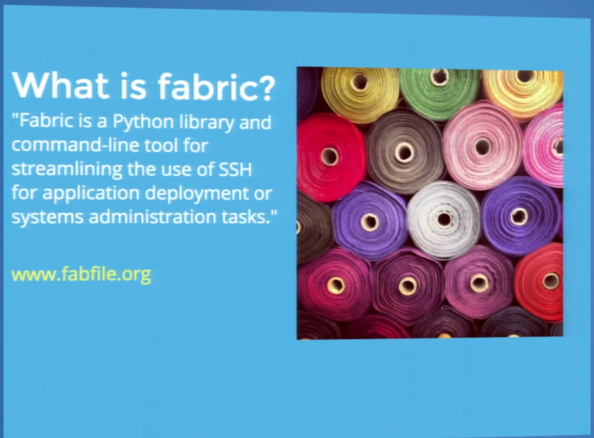 What is fabric?
"Fabric is a Python library and
command-line tool for
streamlining the use of SSH
for application deployment or
systems administration tasks."
www.fabfile.org